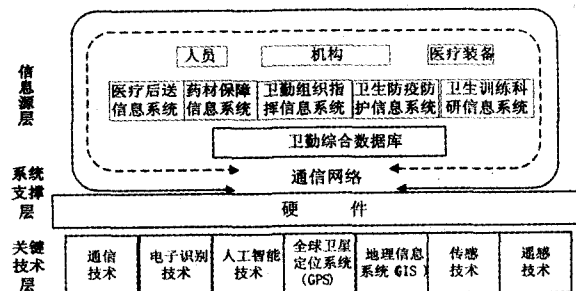 人员 机构 医疗装备
信息源层
医疗后送 药材保障 卫勤组织指 卫生防疫防 卫生训练科
信息系统 信息系统 挥信息系统 护信息系统 研信息系统
卫勤综合数据库
通信网络
系统支撑层
硬 件
关键技术层
通信 电子识别 人工智能 全球卫星 地理信息 传感 遥感
技术 技术 技术 定位系统 系统 GIS ) 技术 技术
(GPS)